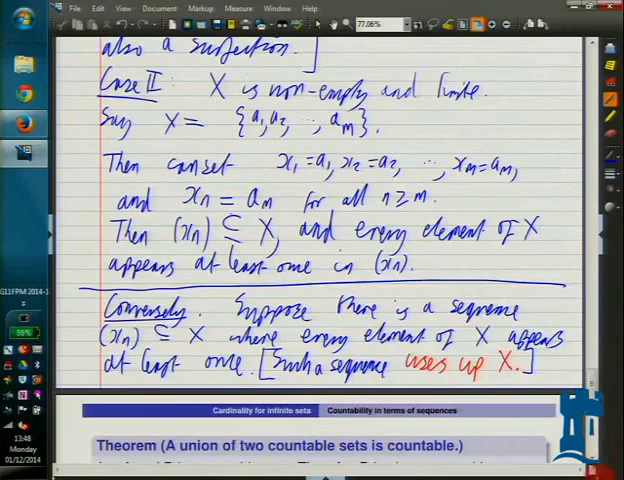 File Edit View Document Markup Measure Window Help
77.06%
also a surjection.]
Case II: X is non-empty and finite.
Say X = {a1, a2, ..., am}.
Then can set x1 = a1, x2 = a2, ..., xm = am,
and xn = am for all n ≥ m.
Then (xn) ⊆ X, and every element of X
appears at least once in (xn).
Conversely. Suppose there is a sequence
(xn) ⊆ X where every element of X appears
at least once. [Such a sequence uses up X.]
Cardinality for infinite sets Countability in terms of sequences
Theorem (A union of two countable sets is countable.)
G11FPM 2014-1
86%
13:48
Monday
01/12/2014